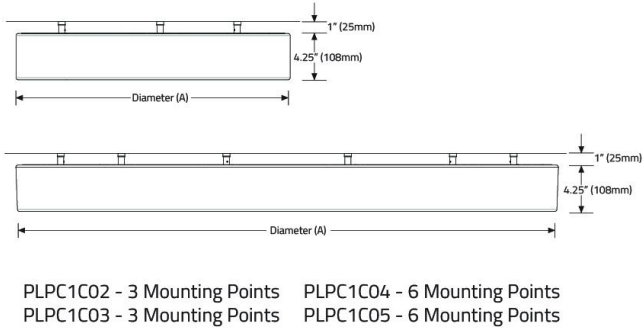 1” (25mm)
4.25” (108mm)
Diameter (A)
1” (25mm)
4.25” (108mm)
Diameter (A)
PLPC1C02 - 3 Mounting Points PLPC1C04 - 6 Mounting Points
PLPC1C03 - 3 Mounting Points PLPC1C05 - 6 Mounting Points